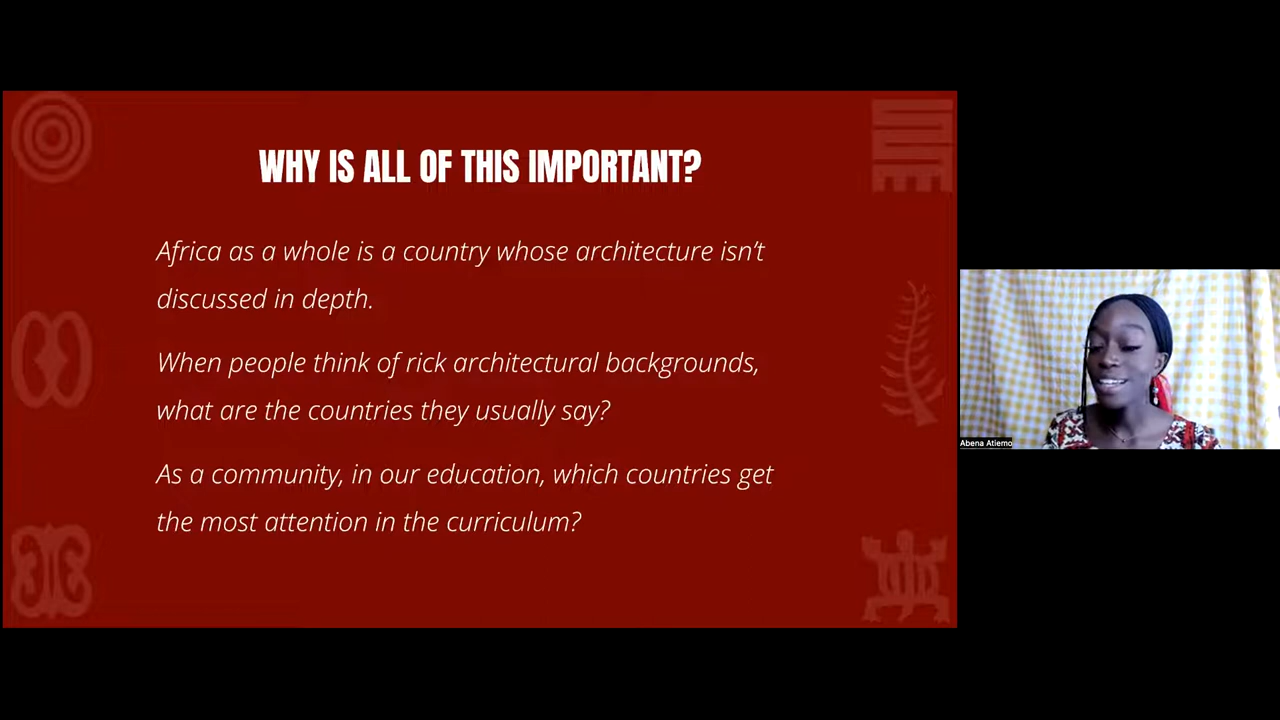 WHY IS ALL OF THIS IMPORTANT?
Africa as a whole is a country whose architecture isn't
discussed in depth.
When people think of rick architectural backgrounds,
what are the countries they usually say?
As a community, in our education, which countries get
the most attention in the curriculum?
Abena Atiemo